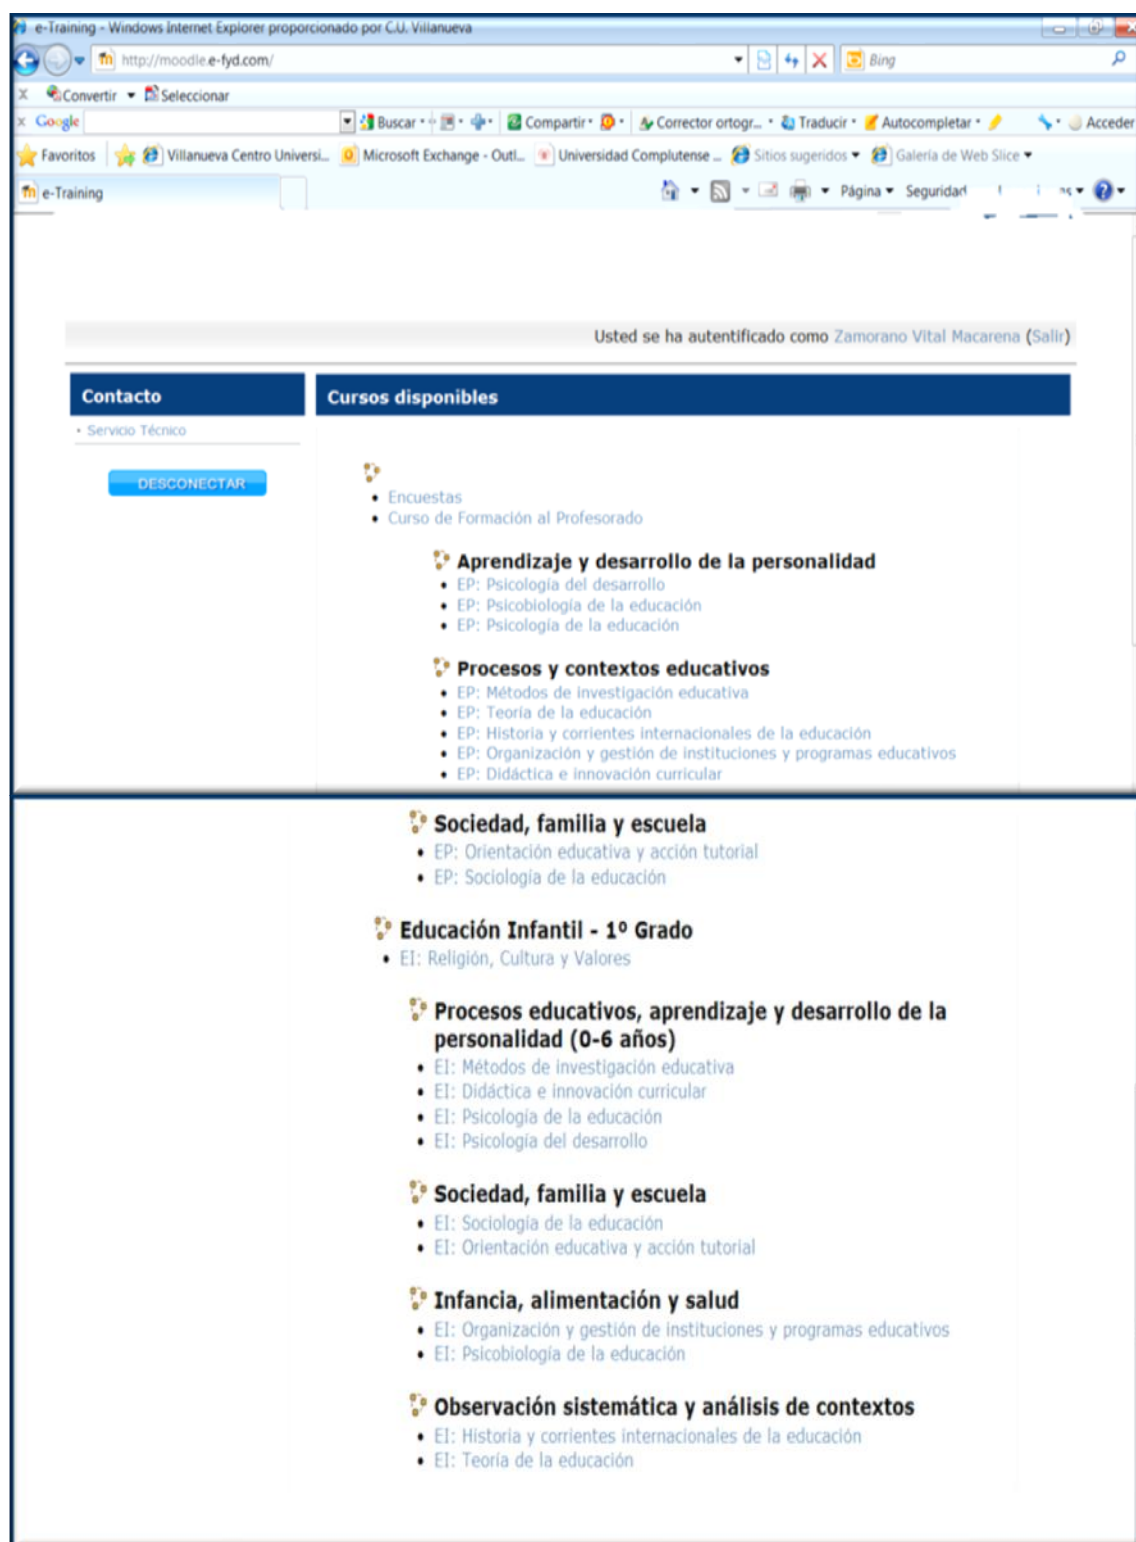 e-Training - Windows Internet Explorer proporcionado por C.U. Villanueva
http://moodle.e-fyd.com/
Bing
x Convertir Seleccionar
x Google Buscar Compartir Corrector ortogr... Traducir Autocompletar Acceder
Favoritos Villanueva Centro Universi... Microsoft Exchange - Outl... Universidad Complutense ... Sitios sugeridos Galería de Web Slice
e-Training Página Seguridad
Usted se ha autentificado como Zamorano Vital Macarena (Salir)
Contacto
Servicio Técnico
DESCONECTAR
Cursos disponibles
• Encuestas
• Curso de Formación al Profesorado
Aprendizaje y desarrollo de la personalidad
• EP: Psicología del desarrollo
• EP: Psicobiología de la educación
• EP: Psicología de la educación
Procesos y contextos educativos
• EP: Métodos de investigación educativa
• EP: Teoría de la educación
• EP: Historia y corrientes internacionales de la educación
• EP: Organización y gestión de instituciones y programas educativos
• EP: Didáctica e innovación curricular
Sociedad, familia y escuela
• EP: Orientación educativa y acción tutorial
• EP: Sociología de la educación
Educación Infantil - 1º Grado
• EI: Religión, Cultura y Valores
Procesos educativos, aprendizaje y desarrollo de la
personalidad (0-6 años)
• EI: Métodos de investigación educativa
• EI: Didáctica e innovación curricular
• EI: Psicología de la educación
• EI: Psicología del desarrollo
Sociedad, familia y escuela
• EI: Sociología de la educación
• EI: Orientación educativa y acción tutorial
Infancia, alimentación y salud
• EI: Organización y gestión de instituciones y programas educativos
• EI: Psicobiología de la educación
Observación sistemática y análisis de contextos
• EI: Historia y corrientes internacionales de la educación
• EI: Teoría de la educación